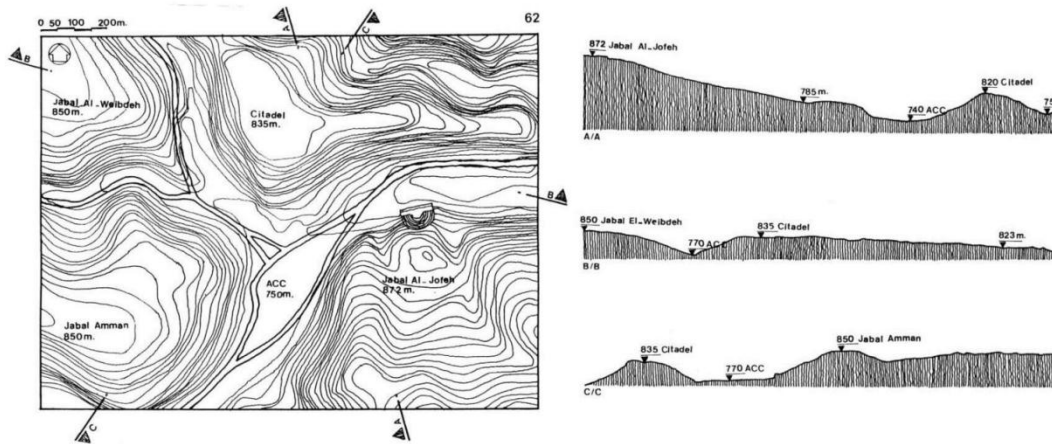 0 50 100 200m.
62
A
C
B
Jabal Al_Weibdeh
850m.
Citadel
835m.
B
ACC
750m.
Jabal Al_Jofeh
872m.
Jabal Amman
850m.
C
A
872 Jabal Al_Jofeh
785 m.
740 ACC
820 Citadel
A/A
850 Jabal El_Weibdeh
770 ACC
835 Citadel
823 m.
B/B
835 Citadel
770 ACC
850 Jabal Amman
C/C